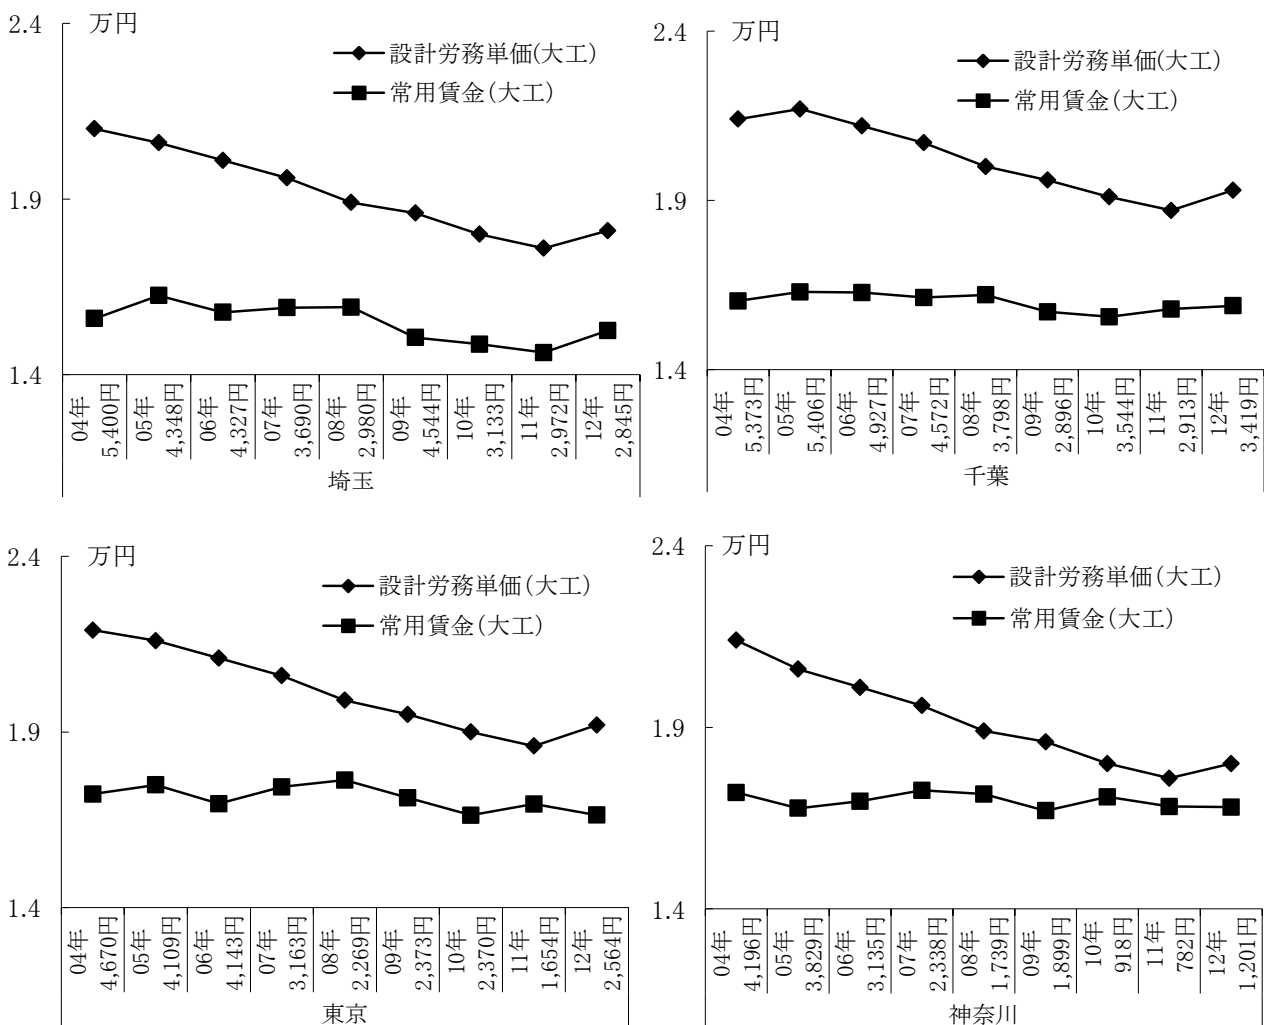 2.4 万円
設計労務単価(大工)
常用賃金(大工)
1.9
1.4
04年 5,400円
05年 4,348円
06年 4,327円
07年 3,690円
08年 2,980円
09年 4,544円
10年 3,133円
11年 2,972円
12年 2,845円
埼玉
2.4 万円
設計労務単価(大工)
常用賃金(大工)
1.9
1.4
04年 5,373円
05年 5,406円
06年 4,927円
07年 4,572円
08年 3,798円
09年 2,896円
10年 3,544円
11年 2,913円
12年 3,419円
千葉
2.4 万円
設計労務単価(大工)
常用賃金(大工)
1.9
1.4
04年 4,670円
05年 4,109円
06年 4,143円
07年 3,163円
08年 2,269円
09年 2,373円
10年 2,370円
11年 1,654円
12年 2,564円
東京
2.4 万円
設計労務単価(大工)
常用賃金(大工)
1.9
1.4
04年 4,196円
05年 3,829円
06年 3,135円
07年 2,338円
08年 1,739円
09年 1,899円
10年 918円
11年 782円
12年 1,201円
神奈川